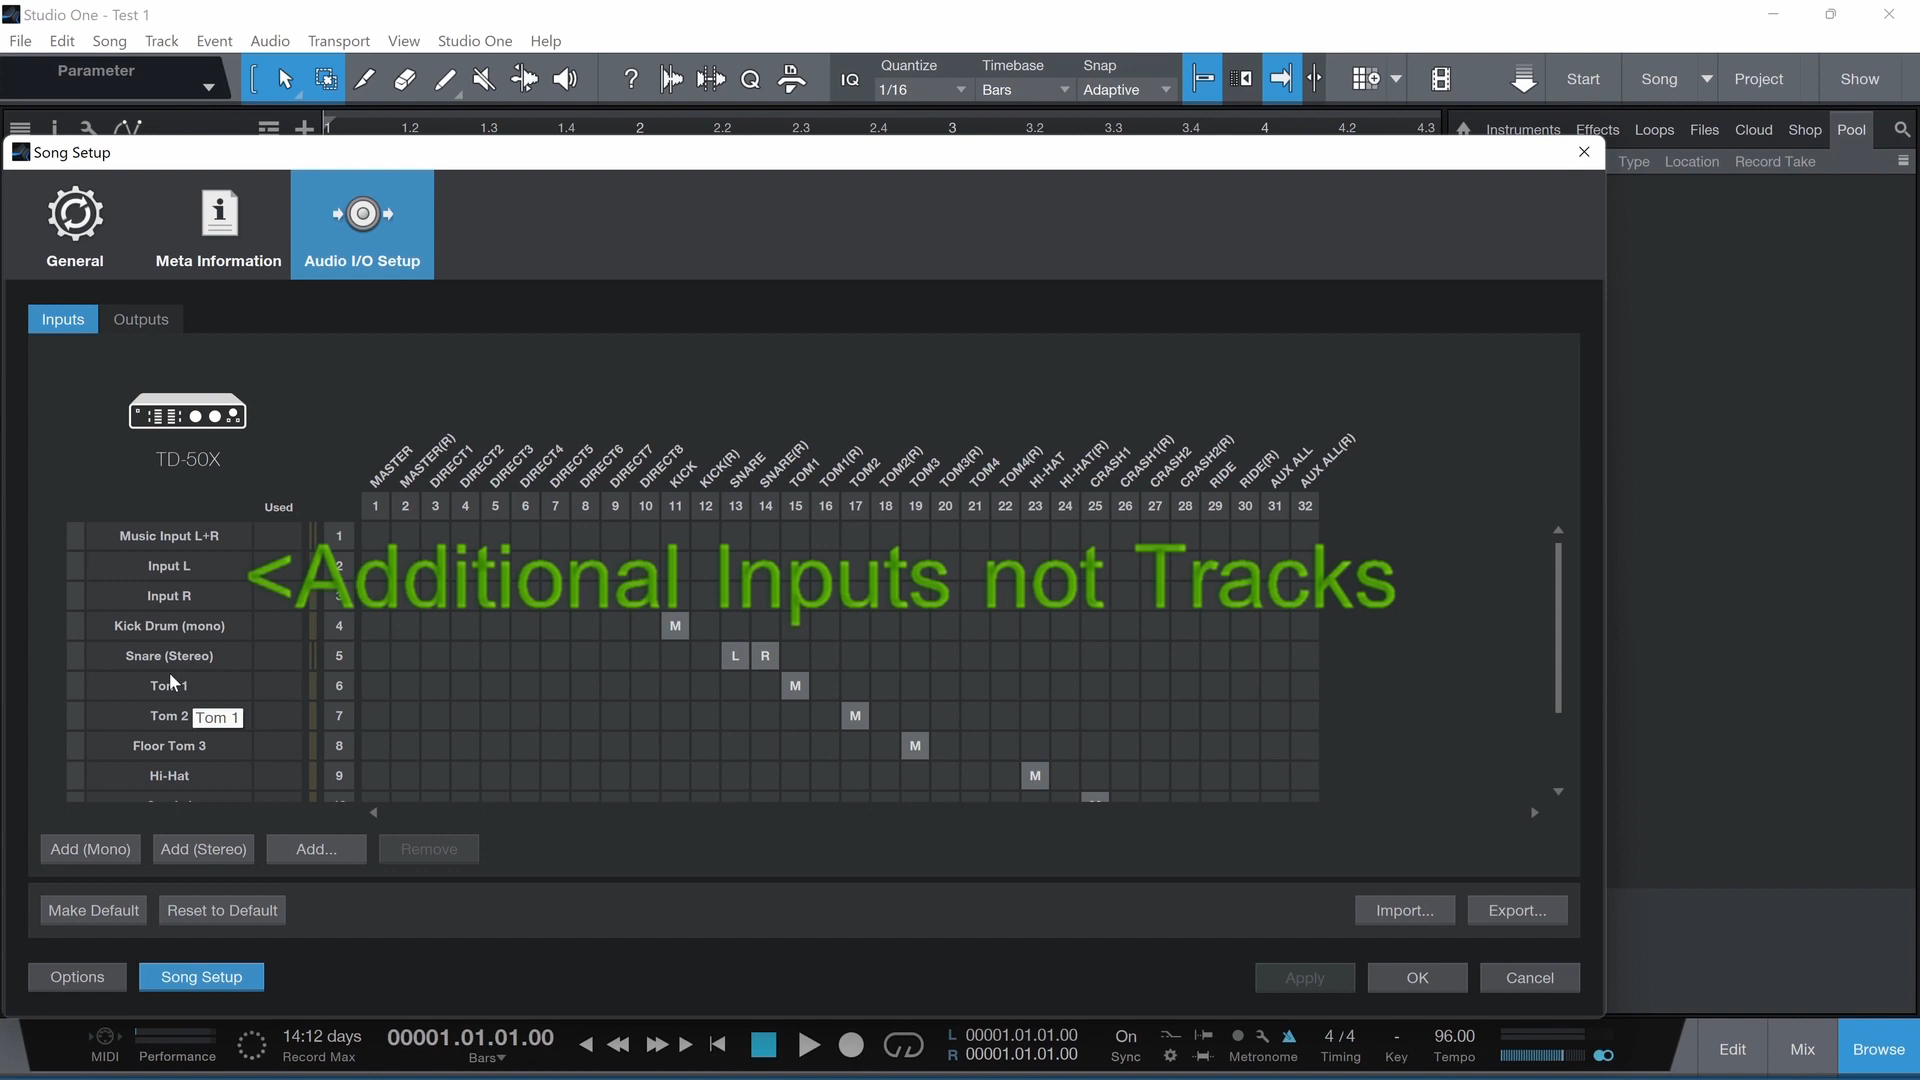 Studio One - Test 1
File Edit Song Track Event Audio Transport View Studio One Help
Parameter
? IQ Quantize Timebase Snap
1/16 Bars Adaptive
Start Song Project Show
1 1.2 1.3 1.4 2 2.2 2.3 2.4 3 3.2 3.3 3.4 4 4.2 4.3
Instruments Effects Loops Files Cloud Shop Pool
Song Setup
Type Location Record Take
General Meta Information Audio I/O Setup
Inputs Outputs
TD-50X
MASTER MASTER(R) DIRECT1 DIRECT2 DIRECT3 DIRECT4 DIRECT5 DIRECT6 DIRECT7 DIRECT8 KICK KICK(R) SNARE SNARE(R) TOM1 TOM1(R) TOM2 TOM2(R) TOM3 TOM3(R) TOM4 TOM4(R) HI-HAT HI-HAT(R) CRASH1 CRASH1(R) CRASH2 CRASH2(R) RIDE RIDE(R) AUX ALL AUX ALL(R)
Used 1 2 3 4 5 6 7 8 9 10 11 12 13 14 15 16 17 18 19 20 21 22 23 24 25 26 27 28 29 30 31 32
Music Input L+R 1
Input L 2
<Additional Inputs not Tracks
Input R
Kick Drum (mono) 4 M
Snare (Stereo) 5 L R
Tom 1 6 M
Tom 2 7 M
Tom 1
Floor Tom 3 8 M
Hi-Hat 9 M
Add (Mono) Add (Stereo) Add... Remove
Make Default Reset to Default Import... Export...
Options Song Setup Apply OK Cancel
MIDI Performance
14:12 days
Record Max
00001.01.01.00
Bars
L 00001.01.01.00
R 00001.01.01.00
On
Sync
Metronome
4 / 4
Timing
-
Key
96.00
Tempo
Edit Mix Browse